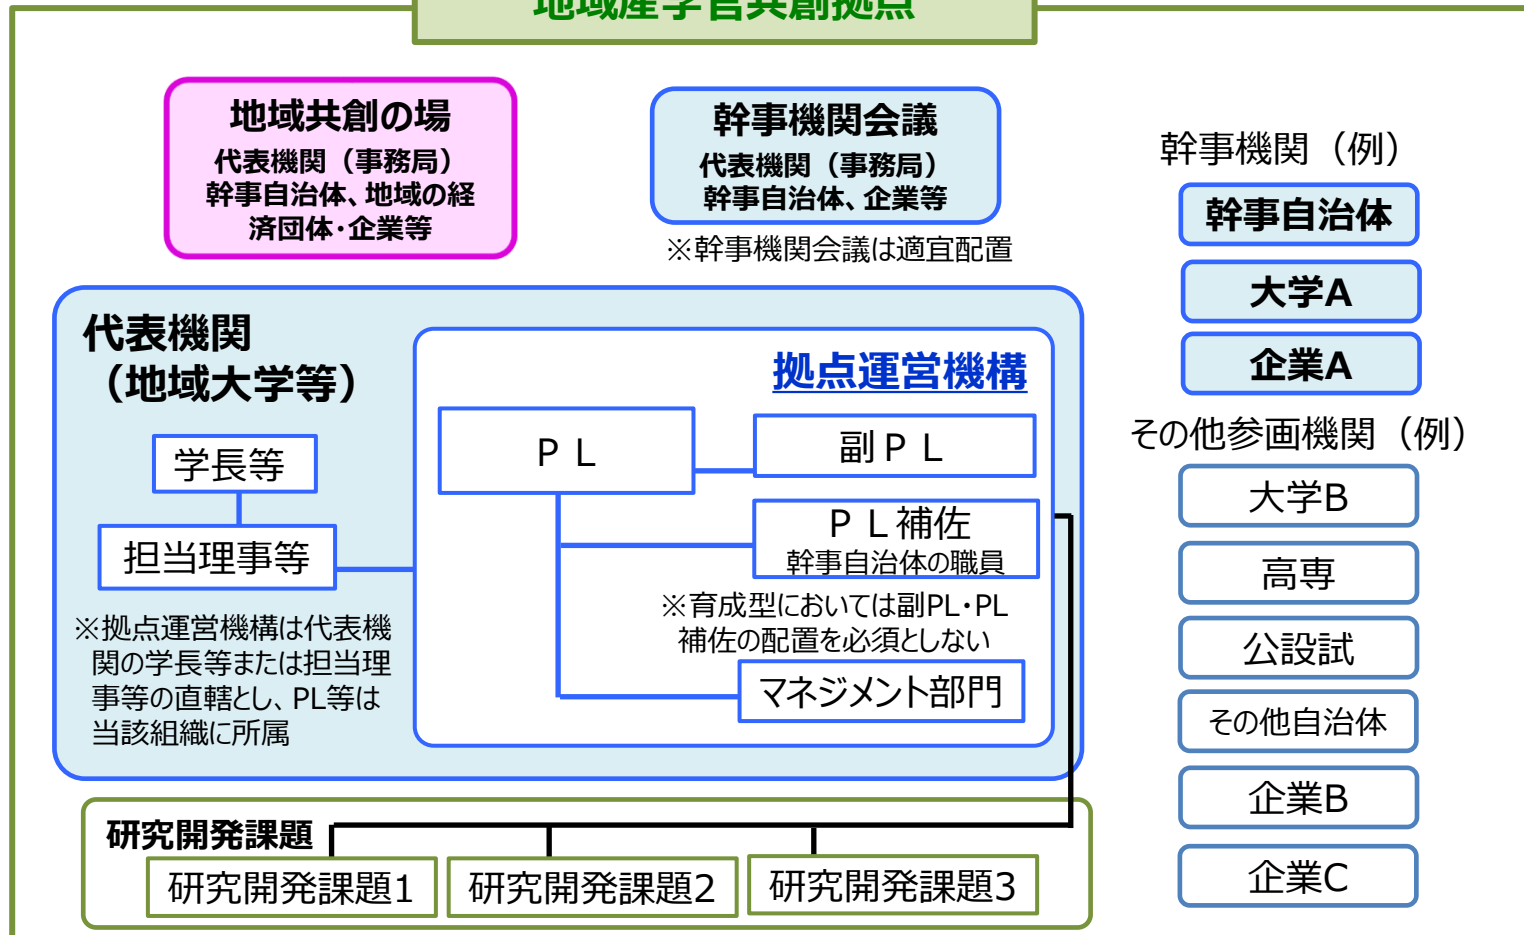 地域産学官共創拠点
地域共創の場
代表機関（事務局）
幹事自治体、地域の経
済団体・企業等
幹事機関会議
代表機関（事務局）
幹事自治体、企業等
※幹事機関会議は適宜配置
代表機関
（地域大学等）
学長等
担当理事等
※拠点運営機構は代表機
関の学長等または担当理
事等の直轄とし、PL等は
当該組織に所属
拠点運営機構
ＰＬ
副ＰＬ
ＰＬ補佐
幹事自治体の職員
※育成型においては副PL・PL
補佐の配置を必須としない
マネジメント部門
研究開発課題
研究開発課題1
研究開発課題2
研究開発課題3
幹事機関（例）
幹事自治体
大学A
企業A
その他参画機関（例）
大学B
高専
公設試
その他自治体
企業B
企業C